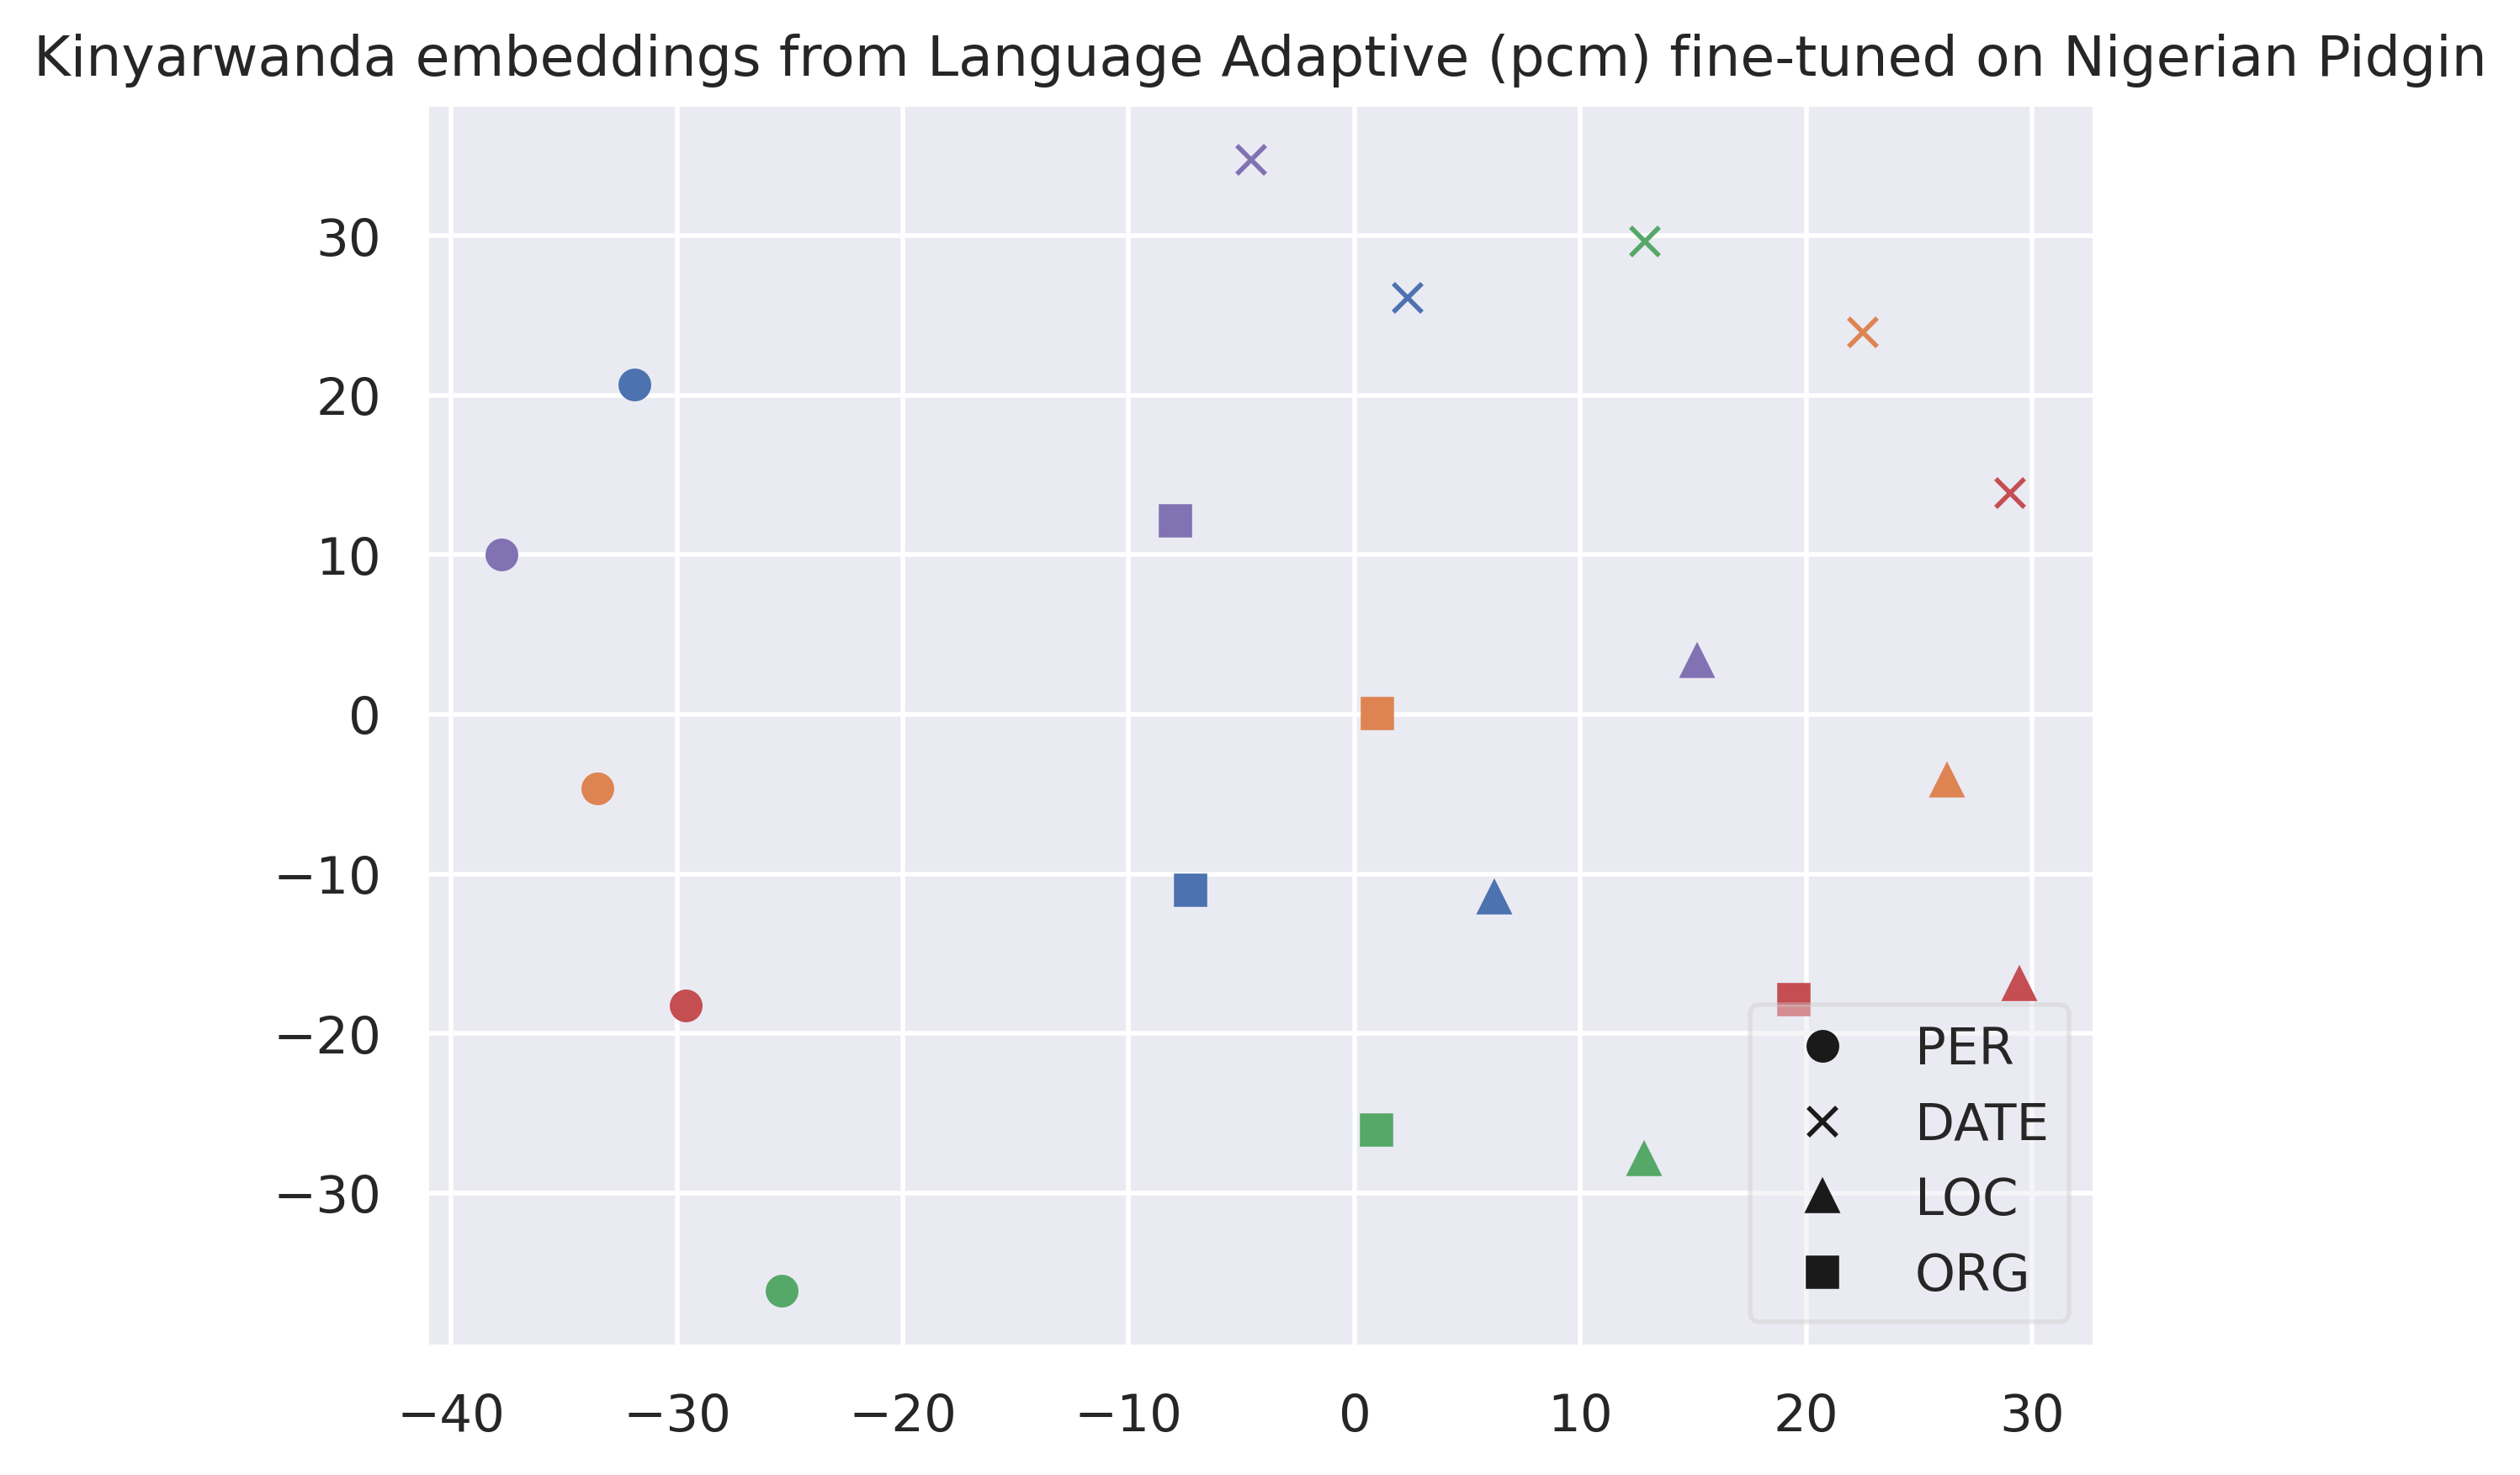 Kinyarwanda embeddings from Language Adaptive (pcm) fine-tuned on Nigerian Pidgin
30
20
10
0
−10
−20
−30
PER
DATE
LOC
ORG
−40 −30 −20 −10 0 10 20 30